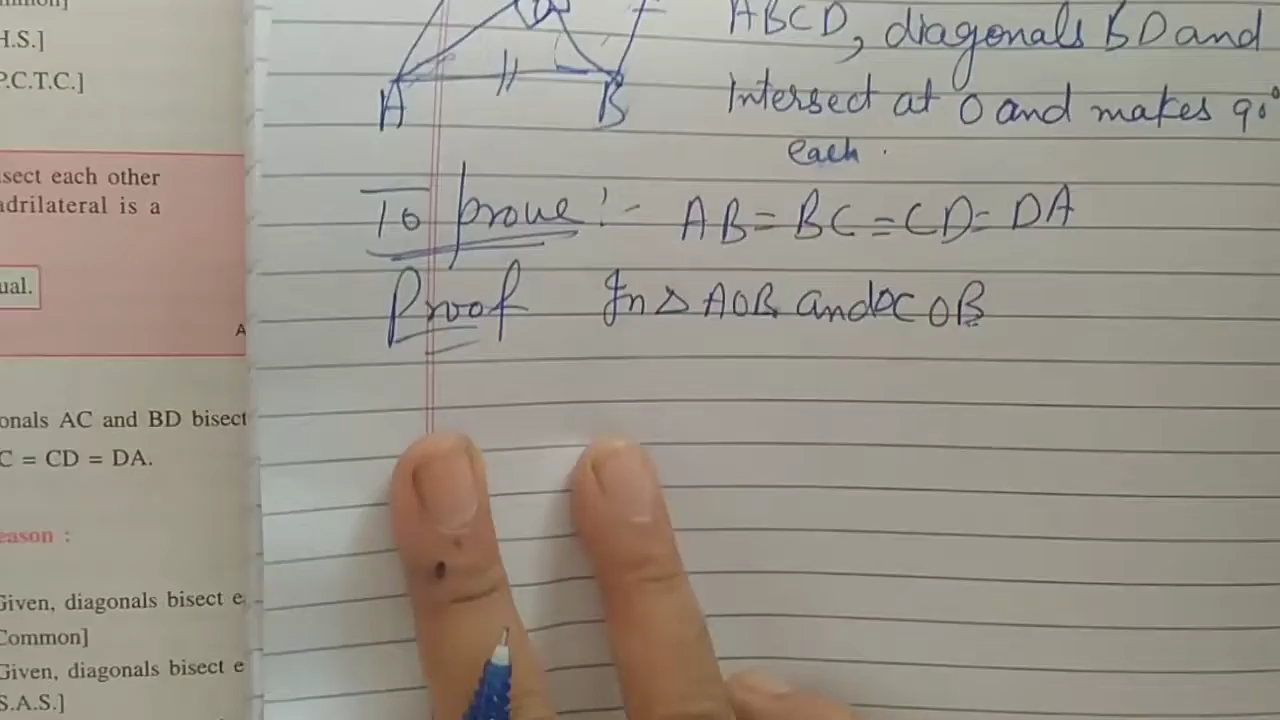 H.S.]
P.C.T.C.]
sect each other
adrilateral is a
ual.
A
onals AC and BD bisect
C = CD = DA.
eason :
Given, diagonals bisect e
Common]
Given, diagonals bisect e
S.A.S.]
A
B
ABCD, diagonals BD and
Intersect at O and makes 90°
each.
To prove :- AB = BC = CD = DA
Proof In △ AOB and △ COB